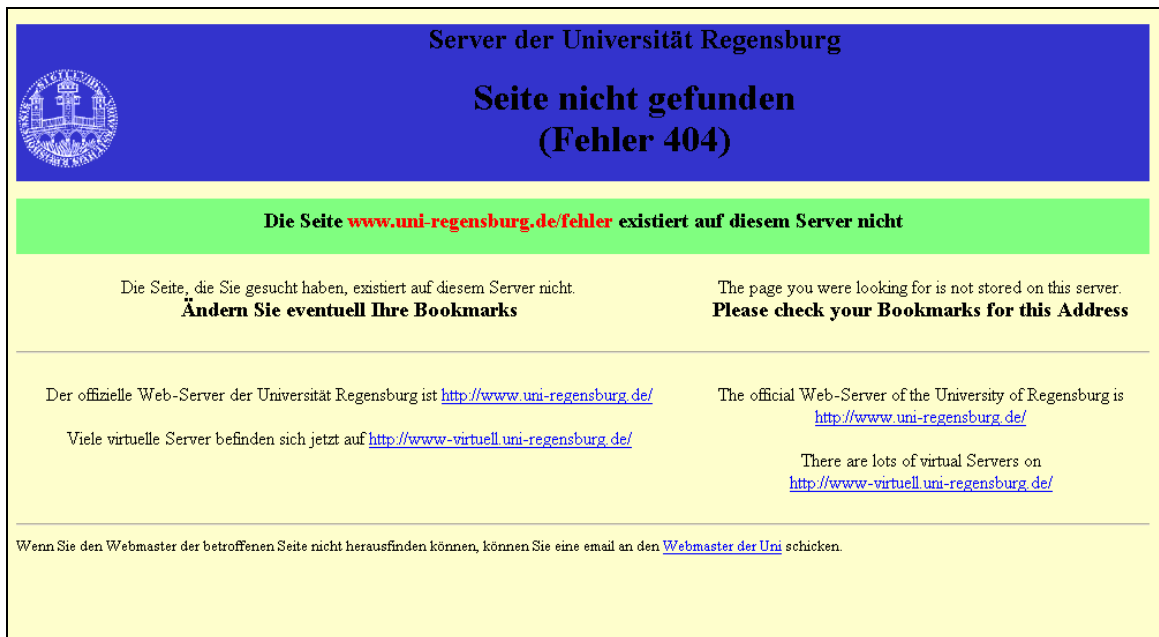 Server der Universität Regensburg
Seite nicht gefunden
(Fehler 404)
Die Seite www.uni-regensburg.de/fehler existiert auf diesem Server nicht
Die Seite, die Sie gesucht haben, existiert auf diesem Server nicht.
Ändern Sie eventuell Ihre Bookmarks
The page you were looking for is not stored on this server.
Please check your Bookmarks for this Address
Der offizielle Web-Server der Universität Regensburg ist http://www.uni-regensburg.de/
Viele virtuelle Server befinden sich jetzt auf http://www-virtuell.uni-regensburg.de/
The official Web-Server of the University of Regensburg is
http://www.uni-regensburg.de/
There are lots of virtual Servers on
http://www-virtuell.uni-regensburg.de/
Wenn Sie den Webmaster der betroffenen Seite nicht herausfinden können, können Sie eine email an den Webmaster der Uni schicken.